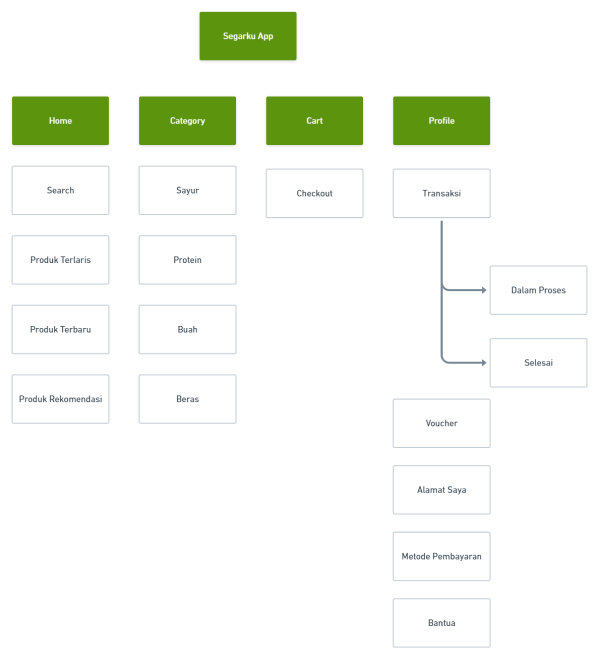 Segarku App
Home
Category
Cart
Profile
Search
Sayur
Checkout
Transaksi
Produk Terlaris
Protein
Dalam Proses
Produk Terbaru
Buah
Selesai
Produk Rekomendasi
Beras
Voucher
Alamat Saya
Metode Pembayaran
Bantua